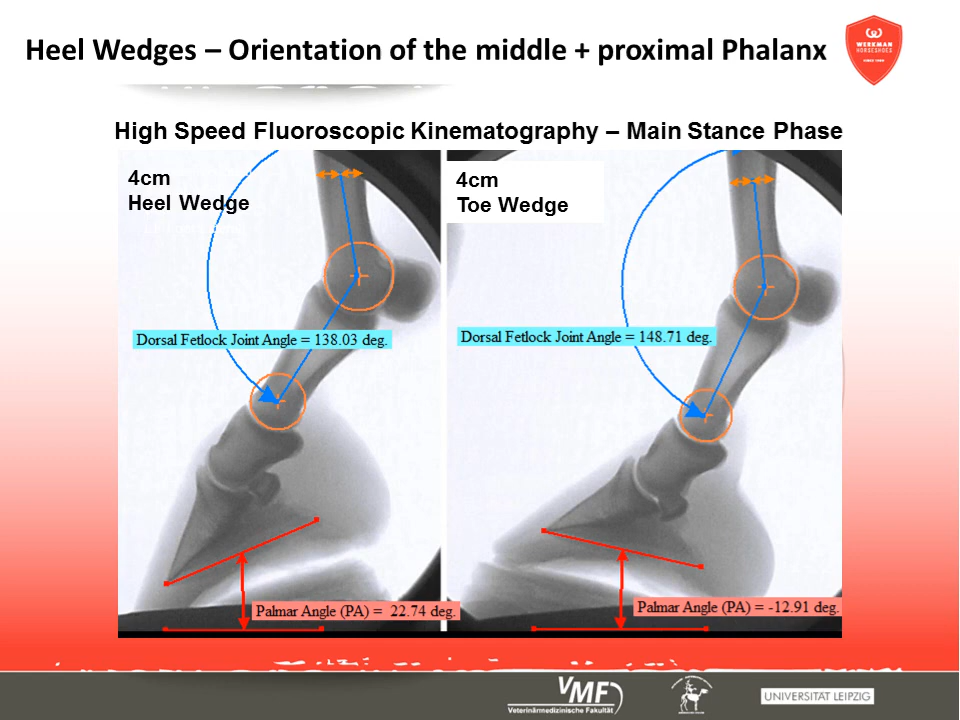 Heel Wedges – Orientation of the middle + proximal Phalanx
WERKMAN
HORSESHOES
High Speed Fluoroscopic Kinematography – Main Stance Phase
4cm
Heel Wedge
4cm
Toe Wedge
Dorsal Fetlock Joint Angle = 138.03 deg.
Dorsal Fetlock Joint Angle = 148.71 deg.
Palmar Angle (PA) = 22.74 deg.
Palmar Angle (PA) = -12.91 deg.
VMF
Veterinärmedizinische Fakultät
UNIVERSITÄT LEIPZIG